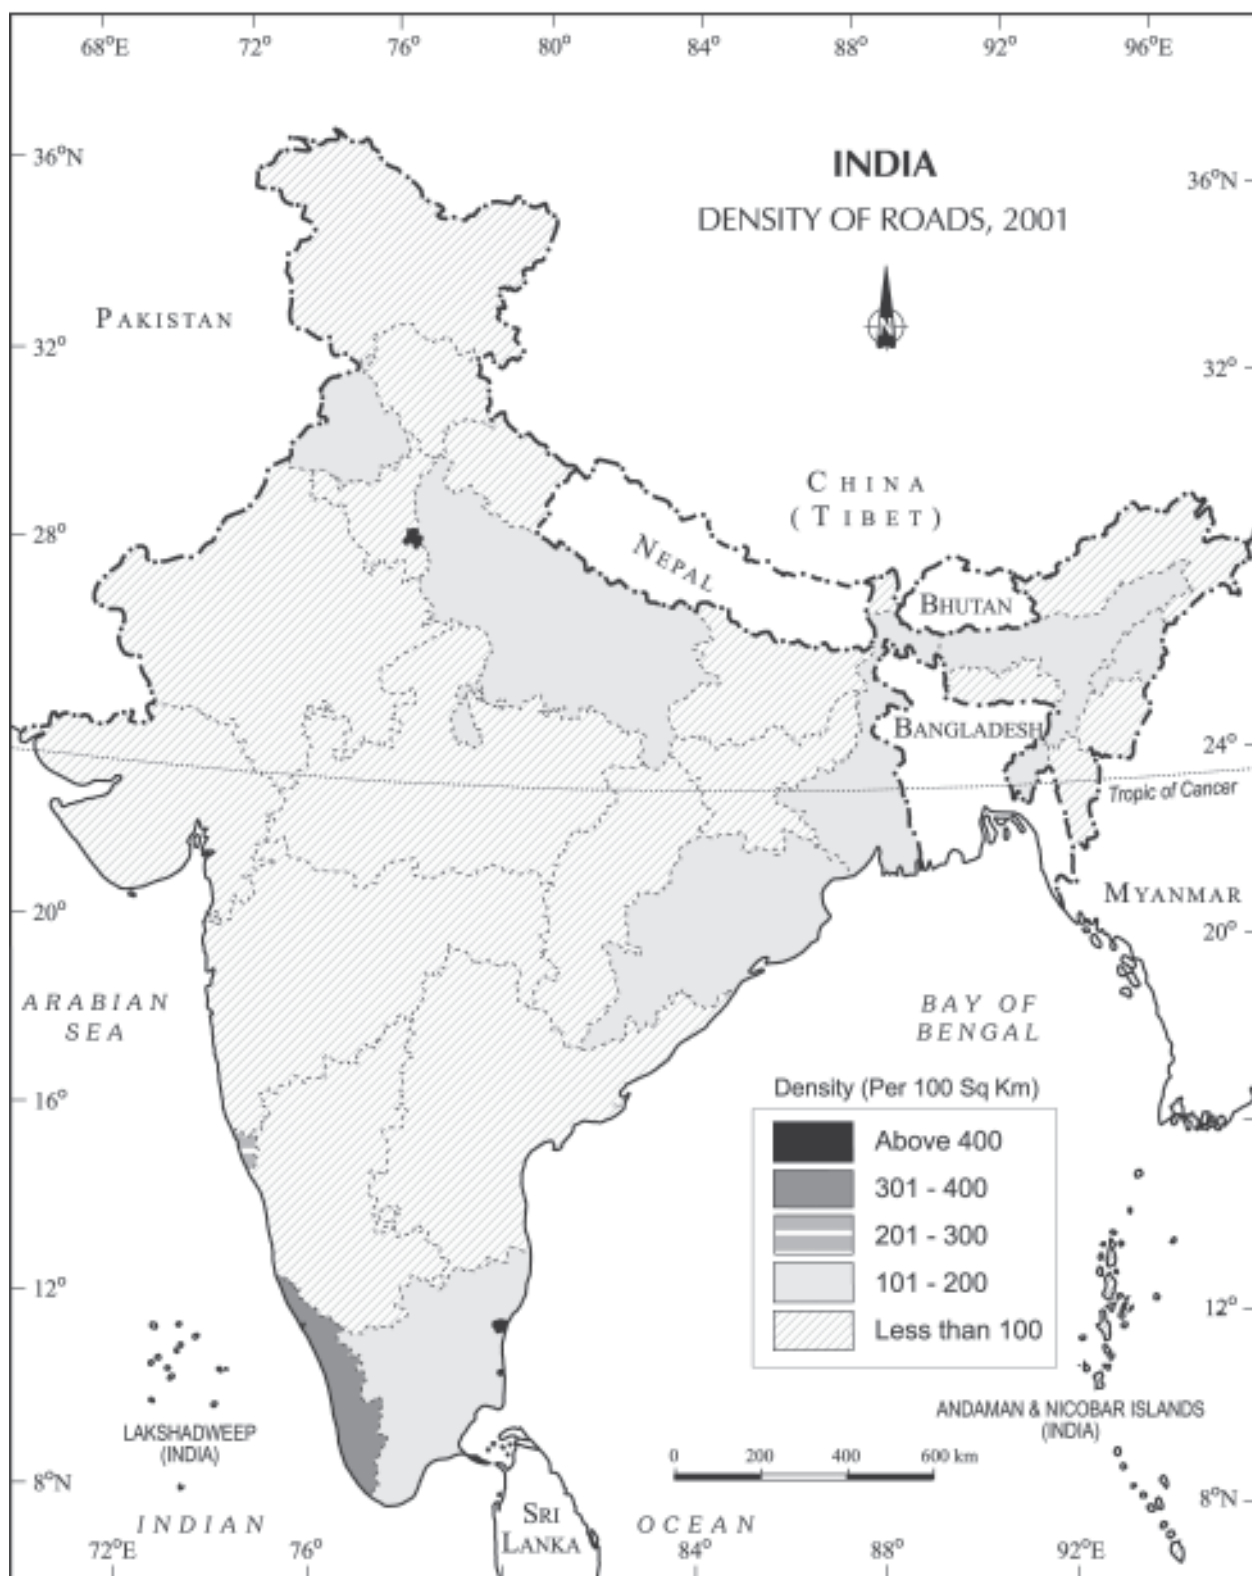 68°E 72° 76° 80° 84° 88° 92° 96°E
36°N
INDIA
36°N
DENSITY OF ROADS, 2001
N
PAKISTAN
32°
32°
CHINA
(TIBET)
28°
28°
NEPAL
BHUTAN
BANGLADESH
24°
Tropic of Cancer
MYANMAR
20°
20°
ARABIAN
SEA
BAY OF
BENGAL
16°
Density (Per 100 Sq Km)
Above 400
301 - 400
201 - 300
101 - 200
Less than 100
12°
12°
LAKSHADWEEP
(INDIA)
ANDAMAN & NICOBAR ISLANDS
(INDIA)
0 200 400 600 km
8°N
8°N
SRI
LANKA
INDIAN OCEAN
72°E 76° 84° 88° 92°E